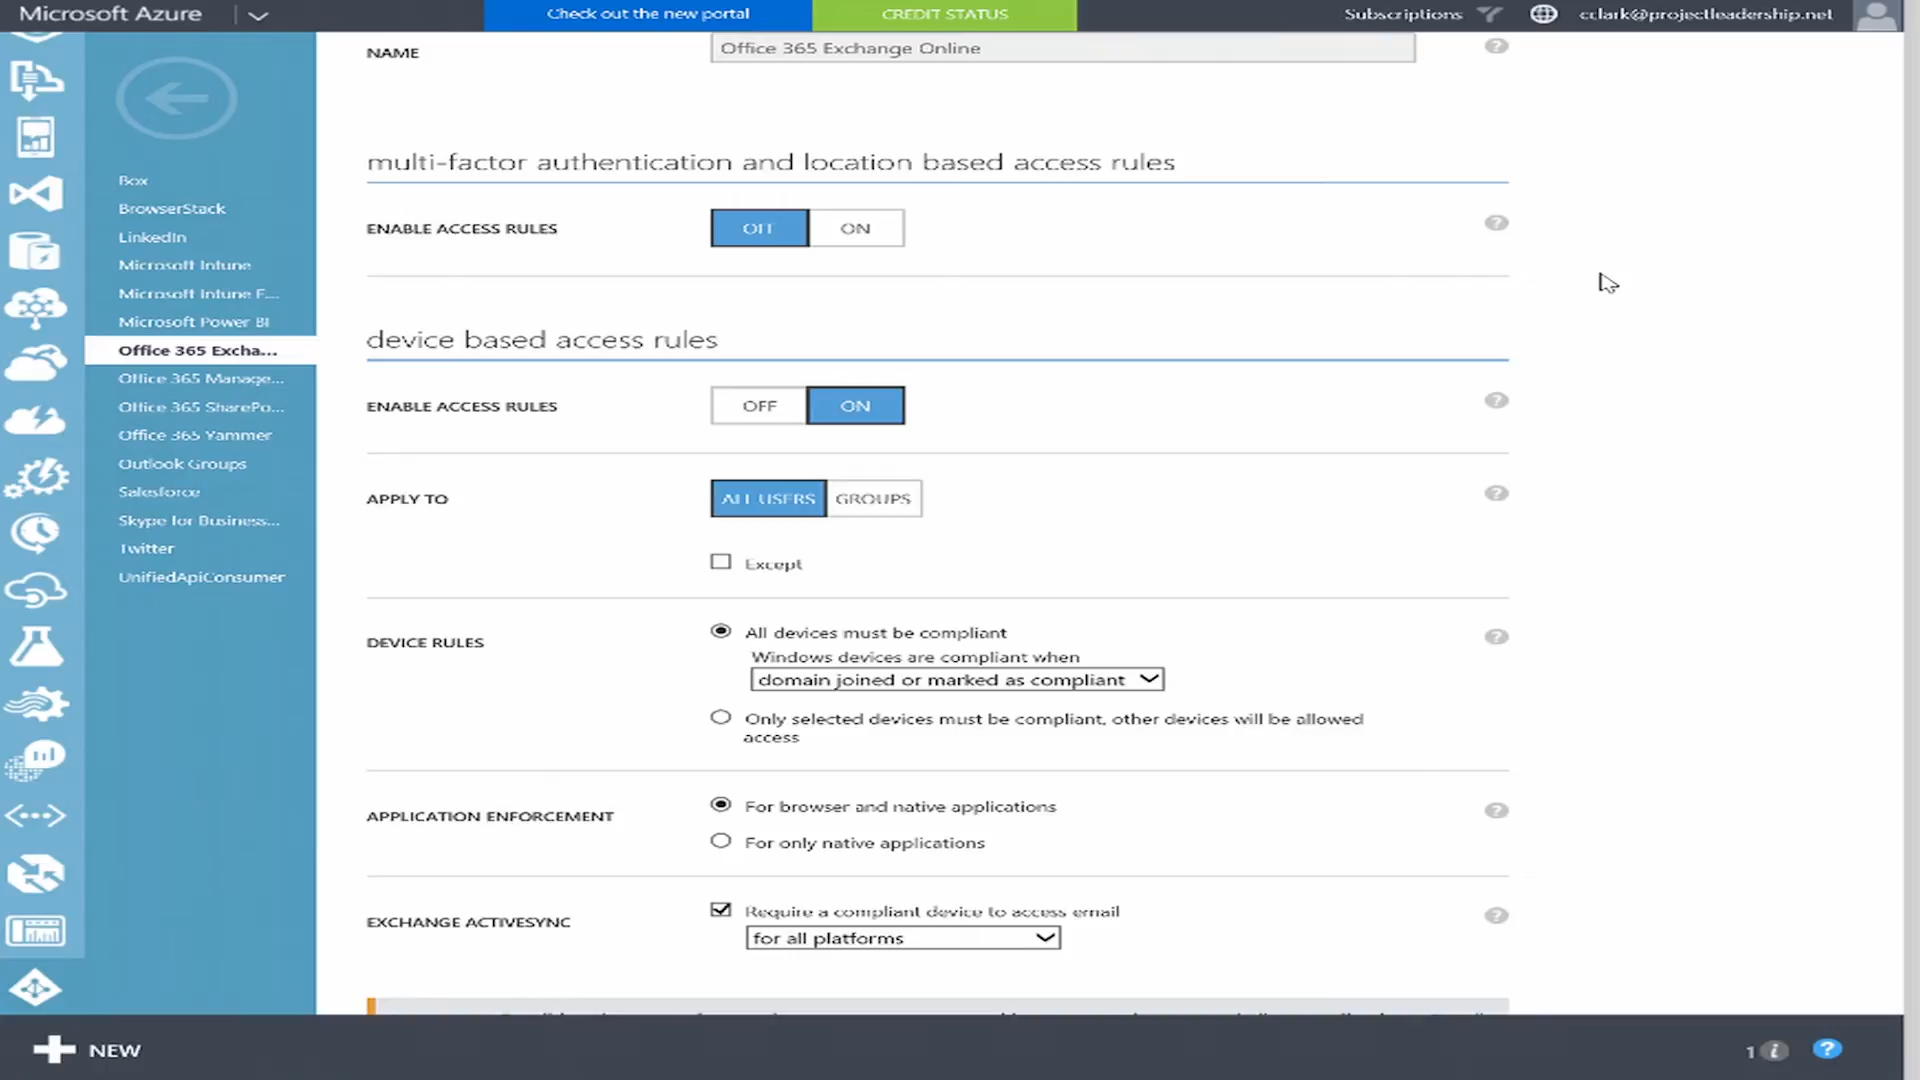 Microsoft Azure
Check out the new portal
CREDIT STATUS
Subscriptions
cclark@projectleadership.net
NAME
Office 365 Exchange Online
Box
BrowserStack
LinkedIn
Microsoft Intune
Microsoft Intune E...
Microsoft Power BI
Office 365 Excha...
Office 365 Manage...
Office 365 SharePo...
Office 365 Yammer
Outlook Groups
Salesforce
Skype for Business...
Twitter
UnifiedApiConsumer
multi-factor authentication and location based access rules
ENABLE ACCESS RULES
OFF
ON
device based access rules
ENABLE ACCESS RULES
OFF
ON
APPLY TO
ALL USERS
GROUPS
Except
DEVICE RULES
All devices must be compliant
Windows devices are compliant when
domain joined or marked as compliant
Only selected devices must be compliant, other devices will be allowed
access
APPLICATION ENFORCEMENT
For browser and native applications
For only native applications
EXCHANGE ACTIVESYNC
Require a compliant device to access email
for all platforms
NEW
1